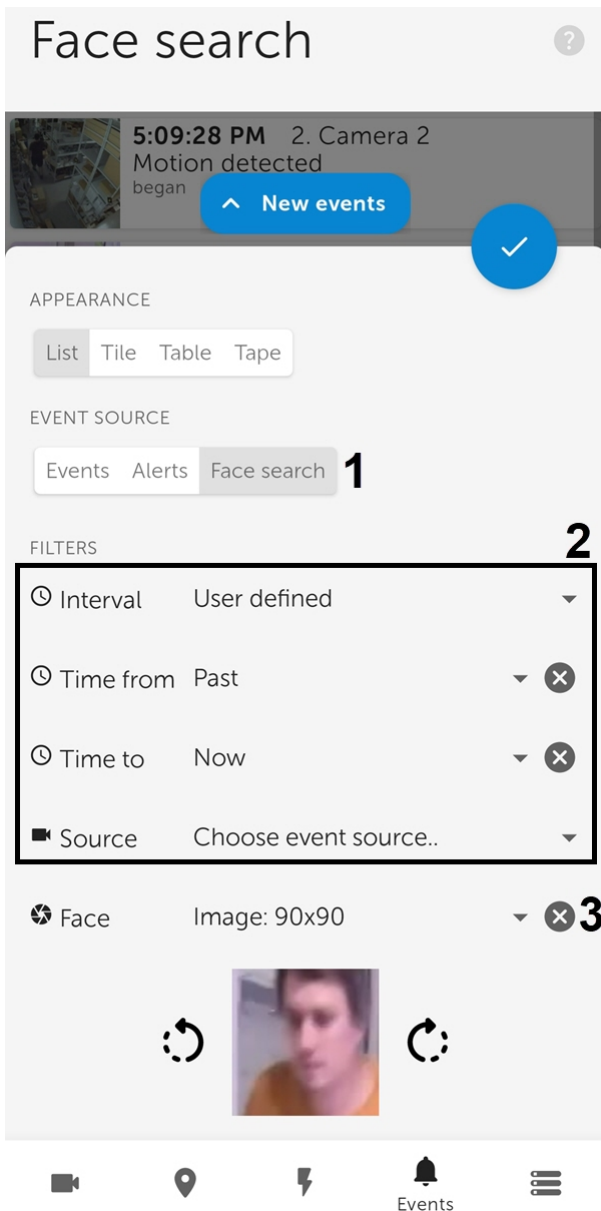 Face search
?
5:09:28 PM 2. Camera 2
Motion detected
began
New events
APPEARANCE
List Tile Table Tape
EVENT SOURCE
Events Alerts Face search 1
2
FILTERS
Interval User defined
Time from Past
Time to Now
Source Choose event source..
Face Image: 90x90 3
Events